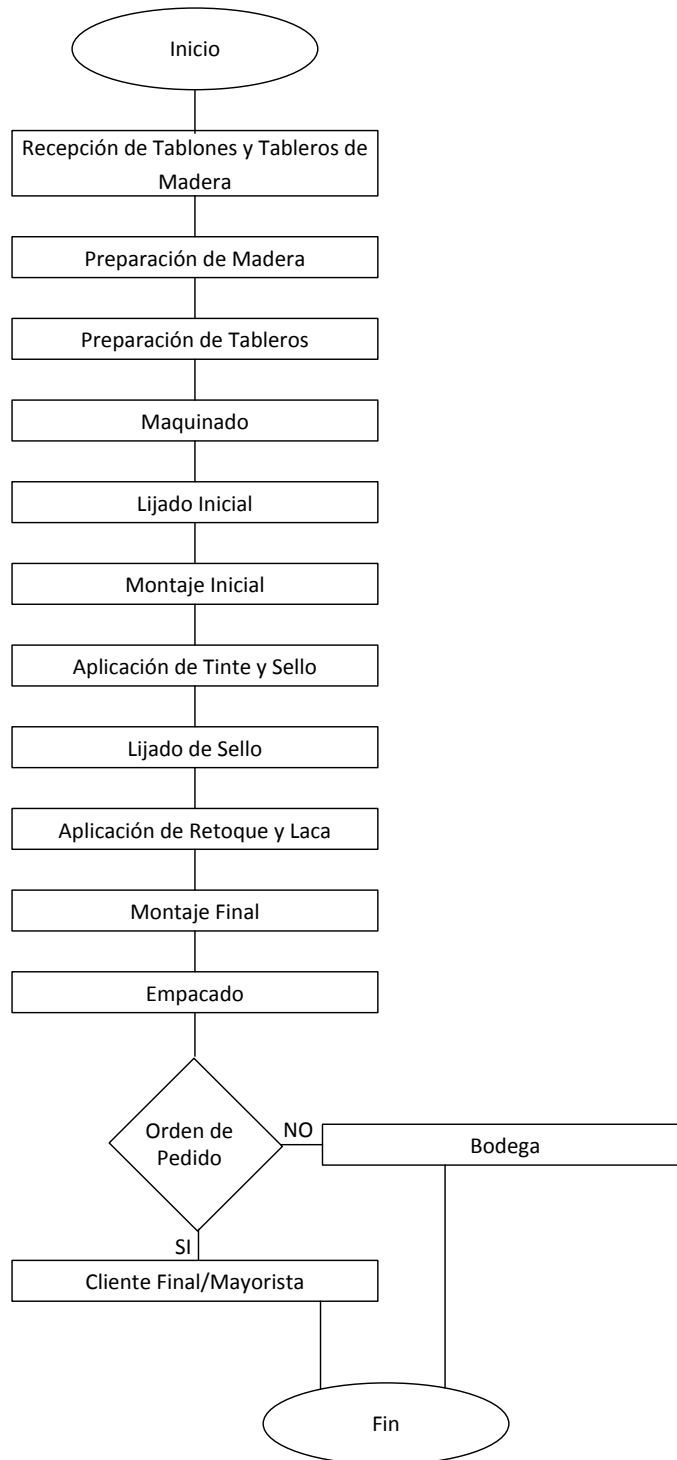 Inicio
Recepción de Tablones y Tableros de
Madera
Preparación de Madera
Preparación de Tableros
Maquinado
Lijado Inicial
Montaje Inicial
Aplicación de Tinte y Sello
Lijado de Sello
Aplicación de Retoque y Laca
Montaje Final
Empacado
Orden de
Pedido
NO
Bodega
SI
Cliente Final/Mayorista
Fin